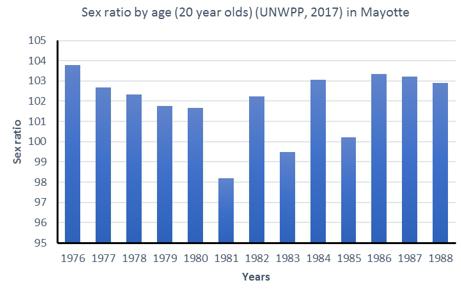 Sex ratio by age (20 year olds) (UNWPP, 2017) in Mayotte
105
104
103
102
101
100
99
98
97
96
95
Sex ratio
1976 1977 1978 1979 1980 1981 1982 1983 1984 1985 1986 1987 1988
Years